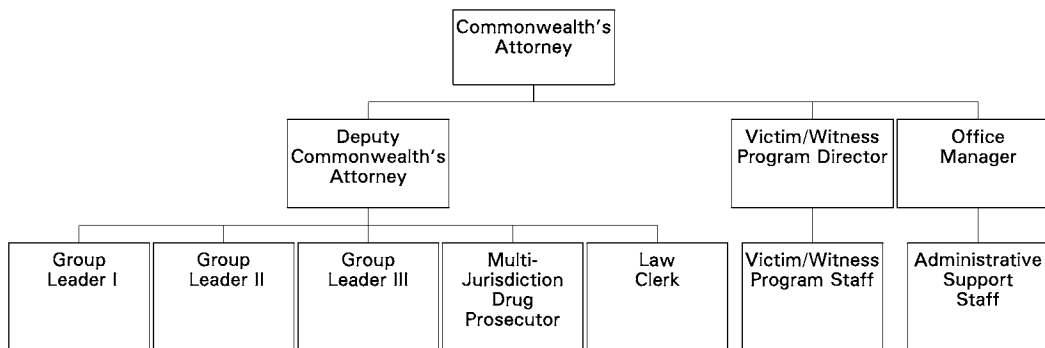 Commonwealth's
Attorney
Deputy
Commonwealth's
Attorney
Victim/Witness
Program Director
Office
Manager
Group
Leader I
Group
Leader II
Group
Leader III
Multi-
Jurisdiction
Drug
Prosecutor
Law
Clerk
Victim/Witness
Program Staff
Administrative
Support
Staff